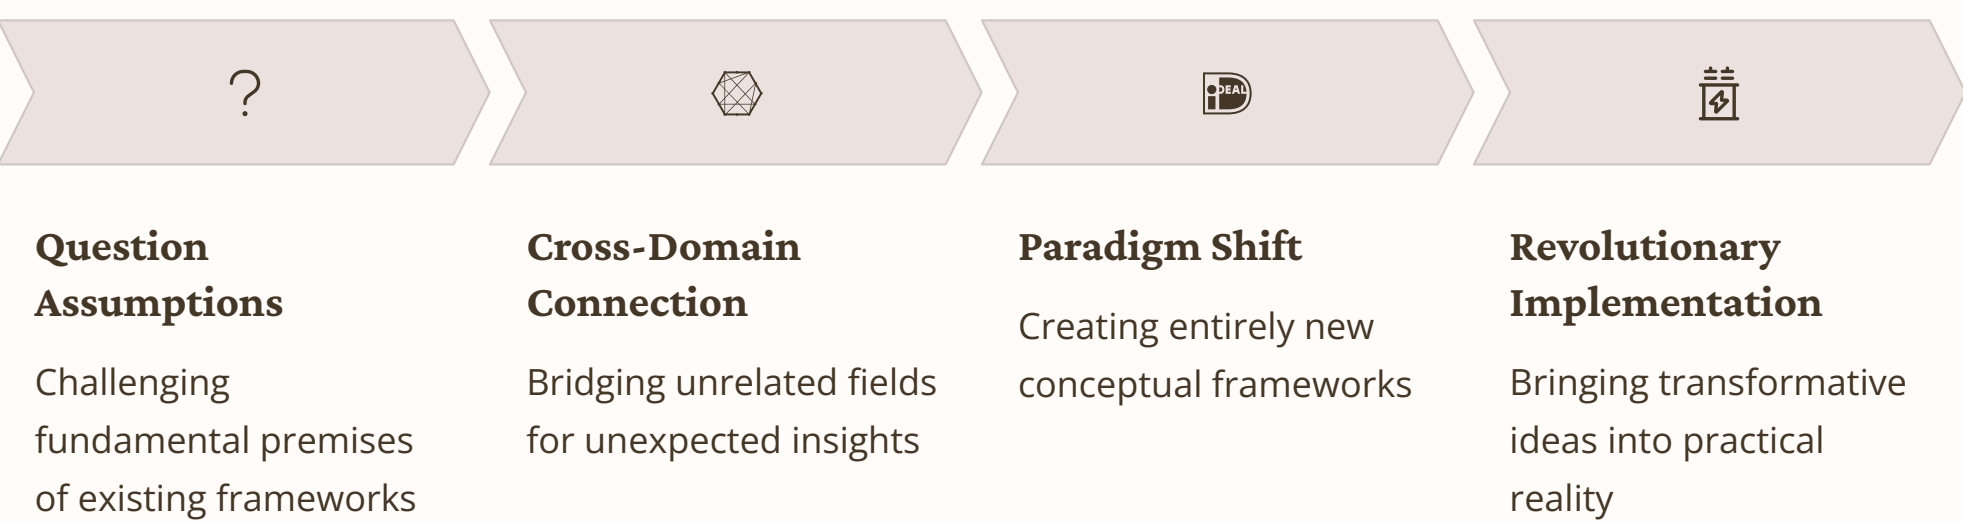 ?
iDEAL
Question
Assumptions
Challenging
fundamental premises
of existing frameworks
Cross-Domain
Connection
Bridging unrelated fields
for unexpected insights
Paradigm Shift
Creating entirely new
conceptual frameworks
Revolutionary
Implementation
Bringing transformative
ideas into practical
reality